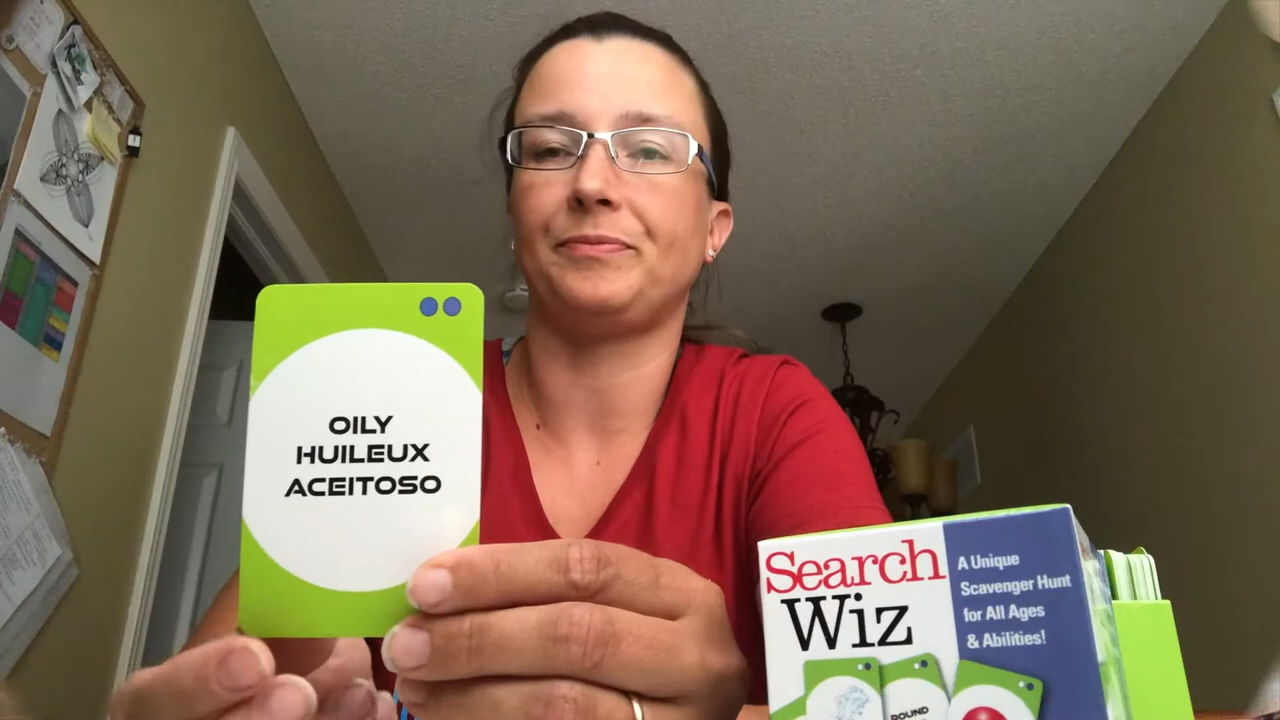 OILY
HUILEUX
ACEITOSO
Search
Wiz
A Unique
Scavenger Hunt
for All Ages
& Abilities!
ROUND